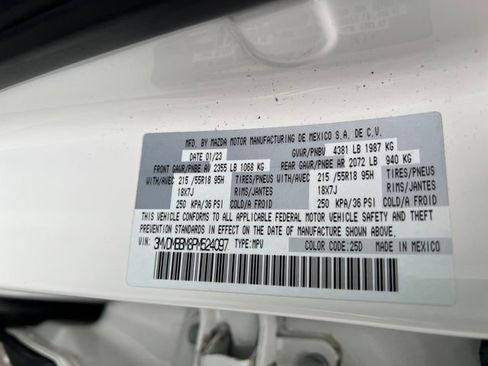 MFD. BY MAZDA MOTOR MANUFACTURING DE MEXICO S.A. DE C.V.
DATE 01/23 GVWR/PNBV 4381 LB 1987 KG
FRONT GAWR/PNBE AV 2355 LB 1068 KG REAR GAWR/PNBE AR 2072 LB 940 KG
WITH/AVEC 215 /55R18 95H TIRES/PNEUS WITH/AVEC 215 /55R18 95H TIRES/PNEUS
18X7J RIMS/JANTES 18X7J RIMS/JANTES
250 KPA/36 PSI COLD/A FROID 250 KPA/36 PSI COLD/A FROID
THIS VEHICLE CONFORMS TO ALL APPLICABLE FEDERAL MOTOR VEHICLE SAFETY AND THEFT
PREVENTION STANDARDS IN EFFECT ON THE DATE OF MANUFACTURE SHOWN ABOVE.
VIN: 3MVDMBBM8PM524097 TYPE: MPV COLOR CODE: 25D MADE IN MEXICO